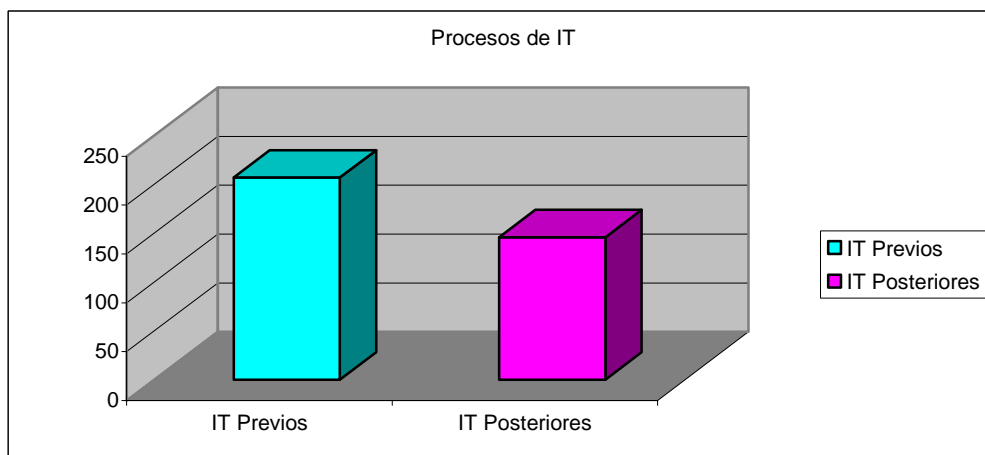 Procesos de IT
250
200
150
100
50
0
IT Previos
IT Posteriores
IT Previos
IT Posteriores